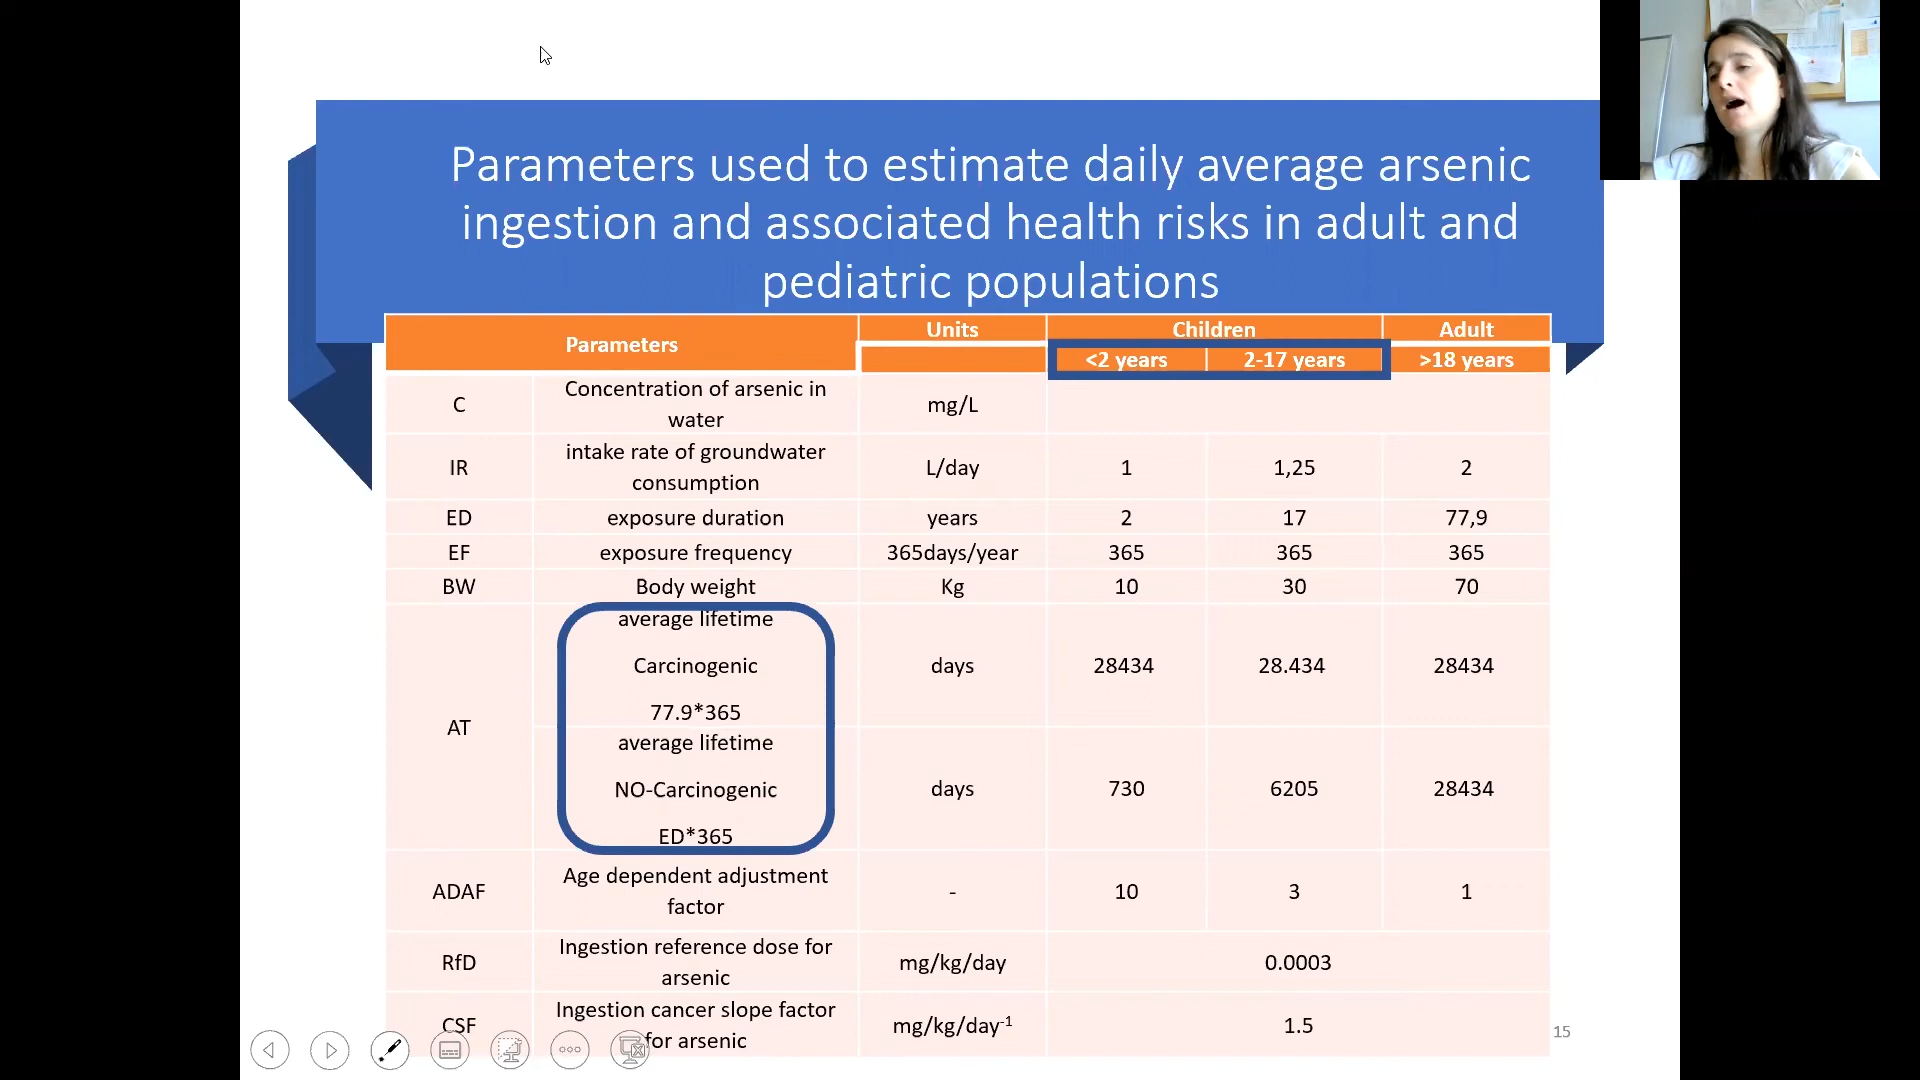 Parameters used to estimate daily average arsenic
ingestion and associated health risks in adult and
pediatric populations
Parameters Units Children Adult
<2 years 2-17 years >18 years
C Concentration of arsenic in water mg/L
IR intake rate of groundwater consumption L/day 1 1,25 2
ED exposure duration years 2 17 77,9
EF exposure frequency 365days/year 365 365 365
BW Body weight Kg 10 30 70
AT average lifetime Carcinogenic 77.9*365 days 28434 28.434 28434
average lifetime NO-Carcinogenic ED*365 days 730 6205 28434
ADAF Age dependent adjustment factor - 10 3 1
RfD Ingestion reference dose for arsenic mg/kg/day 0.0003
CSF Ingestion cancer slope factor for arsenic mg/kg/day-1 1.5
15